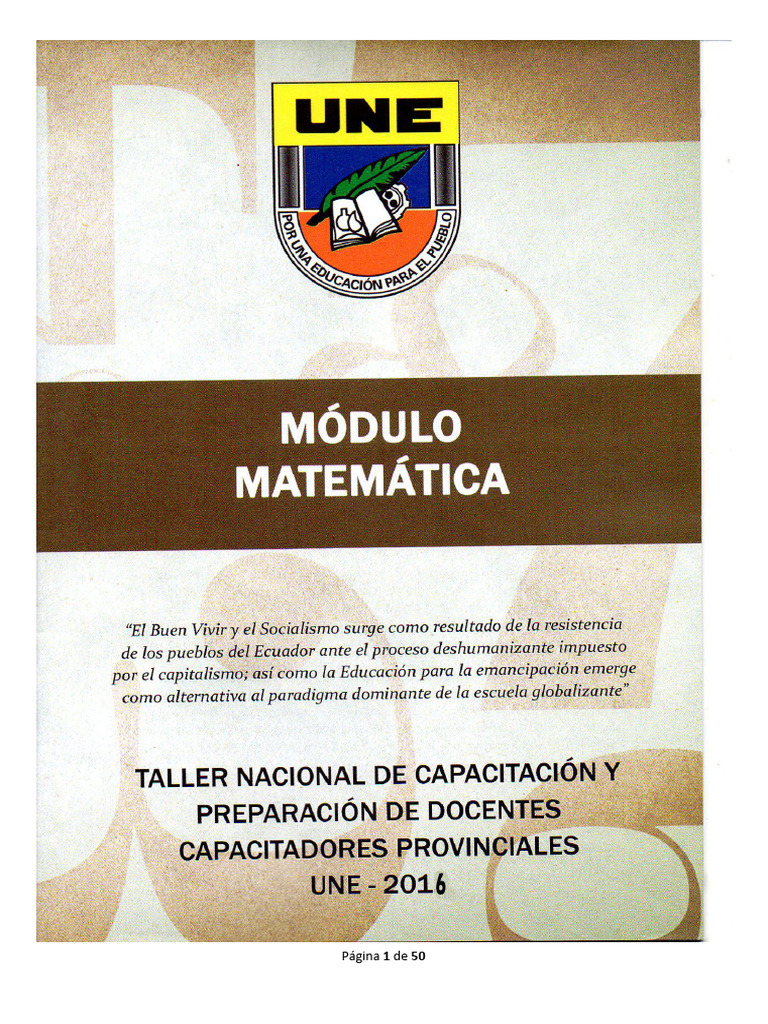 UNE
POR UNA EDUCACIÓN PARA EL PUEBLO
MÓDULO
MATEMÁTICA
“El Buen Vivir y el Socialismo surge como resultado de la resistencia
de los pueblos del Ecuador ante el proceso deshumanizante impuesto
por el capitalismo; así como la Educación para la emancipación emerge
como alternativa al paradigma dominante de la escuela globalizante”
TALLER NACIONAL DE CAPACITACIÓN Y
PREPARACIÓN DE DOCENTES
CAPACITADORES PROVINCIALES
UNE - 2016
Página 1 de 50